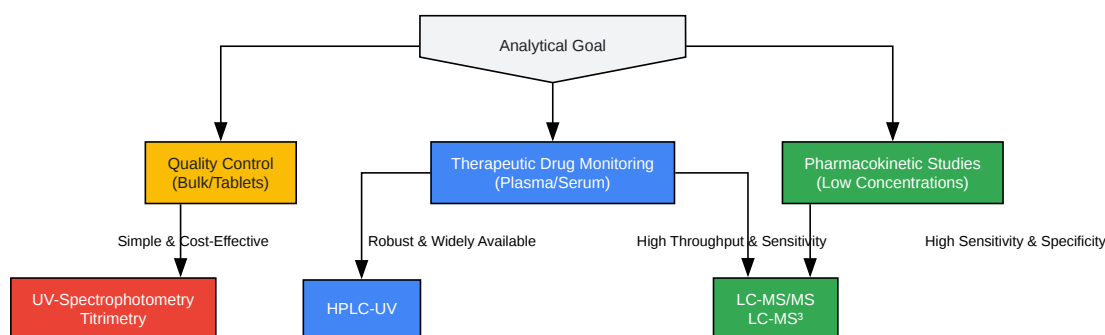 Analytical Goal
Quality Control
(Bulk/Tablets)
Therapeutic Drug Monitoring
(Plasma/Serum)
Pharmacokinetic Studies
(Low Concentrations)
Simple & Cost-Effective
Robust & Widely Available
High Throughput & Sensitivity
High Sensitivity & Specificity
UV-Spectrophotometry
Titrimetry
HPLC-UV
LC-MS/MS
LC-MS³